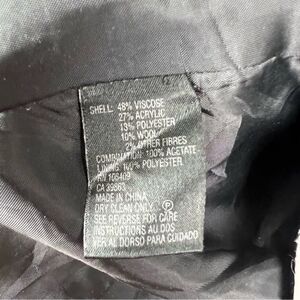 SHELL: 48% VISCOSE
27% ACRYLIC
13% POLYESTER
10% WOOL
2% OTHER FIBRES
COMBINATION: 100% ACETATE
LINING: 100% POLYESTER
RN 108409
CA 39863
MADE IN CHINA
DRY CLEAN ONLY P
SEE REVERSE FOR CARE
INSTRUCTIONS AU DOS
VER AL DORSO PARA CUIDADO